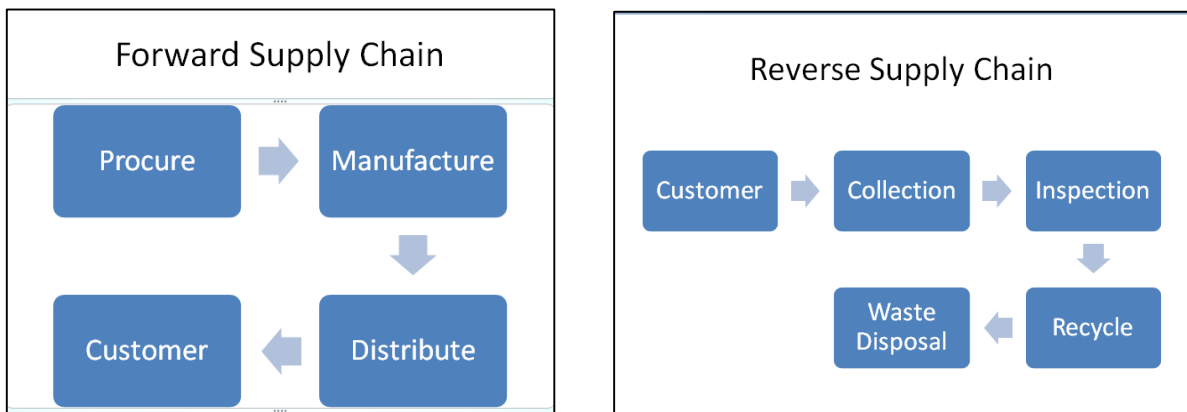 Forward Supply Chain
Procure
Manufacture
Customer
Distribute
Reverse Supply Chain
Customer
Collection
Inspection
Waste
Disposal
Recycle